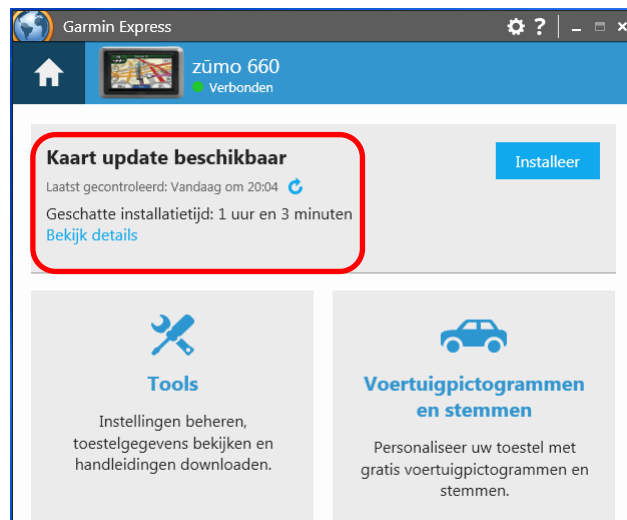 Garmin Express
?
zūmo 660
Verbonden
Kaart update beschikbaar
Installeer
Laatst gecontroleerd: Vandaag om 20:04
Geschatte installatietijd: 1 uur en 3 minuten
Bekijk details
Tools
Instellingen beheren,
toestelgegevens bekijken en
handleidingen downloaden.
Voertuigpictogrammen
en stemmen
Personaliseer uw toestel met
gratis voertuigpictogrammen en
stemmen.